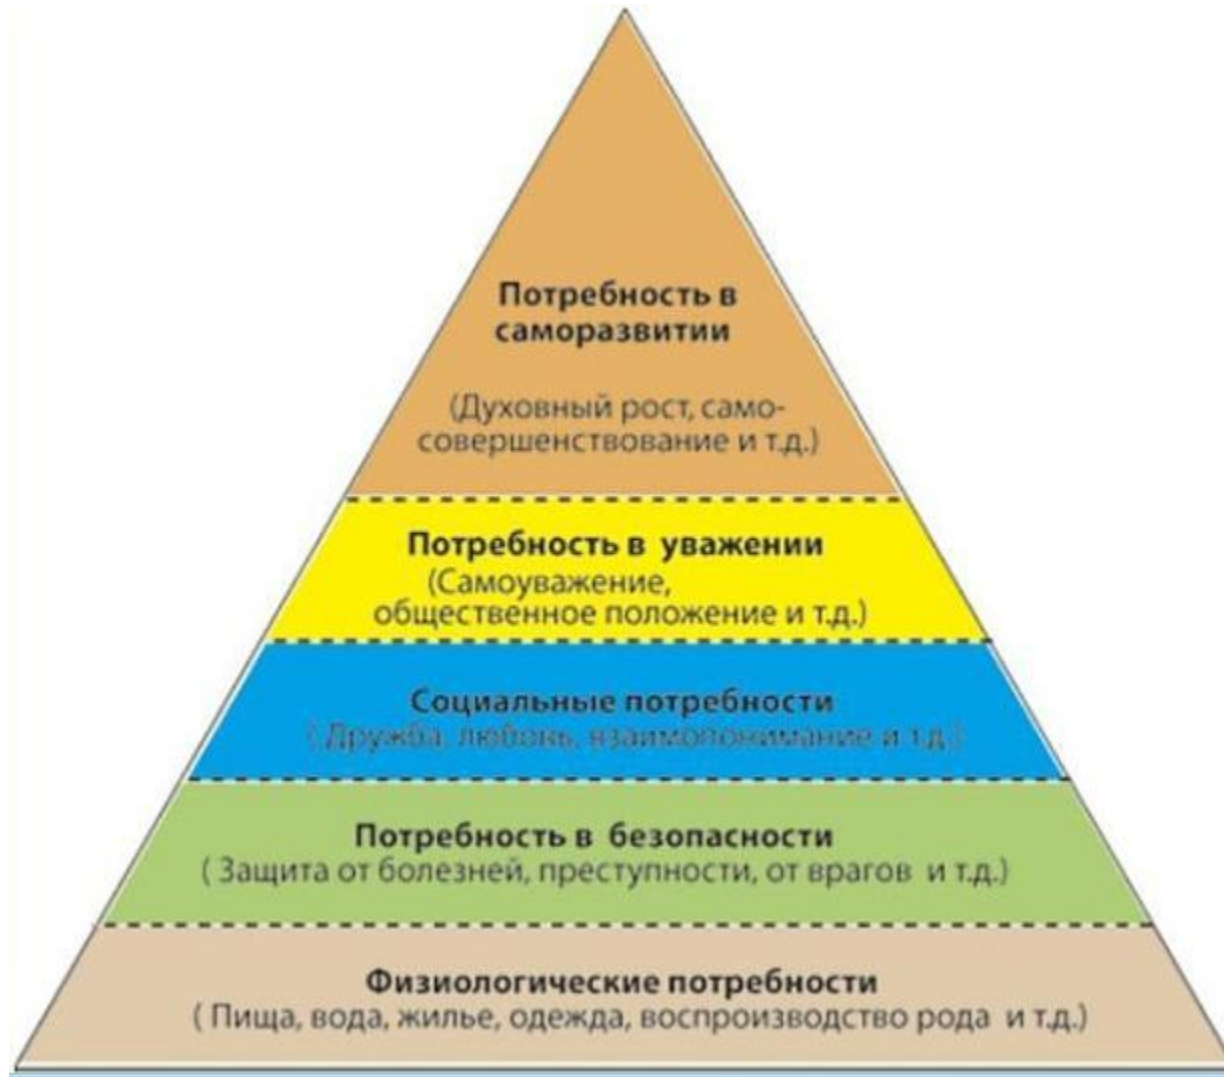 Потребность в
саморазвитии
(Духовный рост, само-
совершенствование и т.д.)
Потребность в уважении
(Самоуважение,
общественное положение и т.д.)
Социальные потребности
( Дружба, любовь, взаимопонимание и т.д.)
Потребность в безопасности
( Защита от болезней, преступности, от врагов и т.д.)
Физиологические потребности
( Пища, вода, жилье, одежда, воспроизводство рода и т.д.)